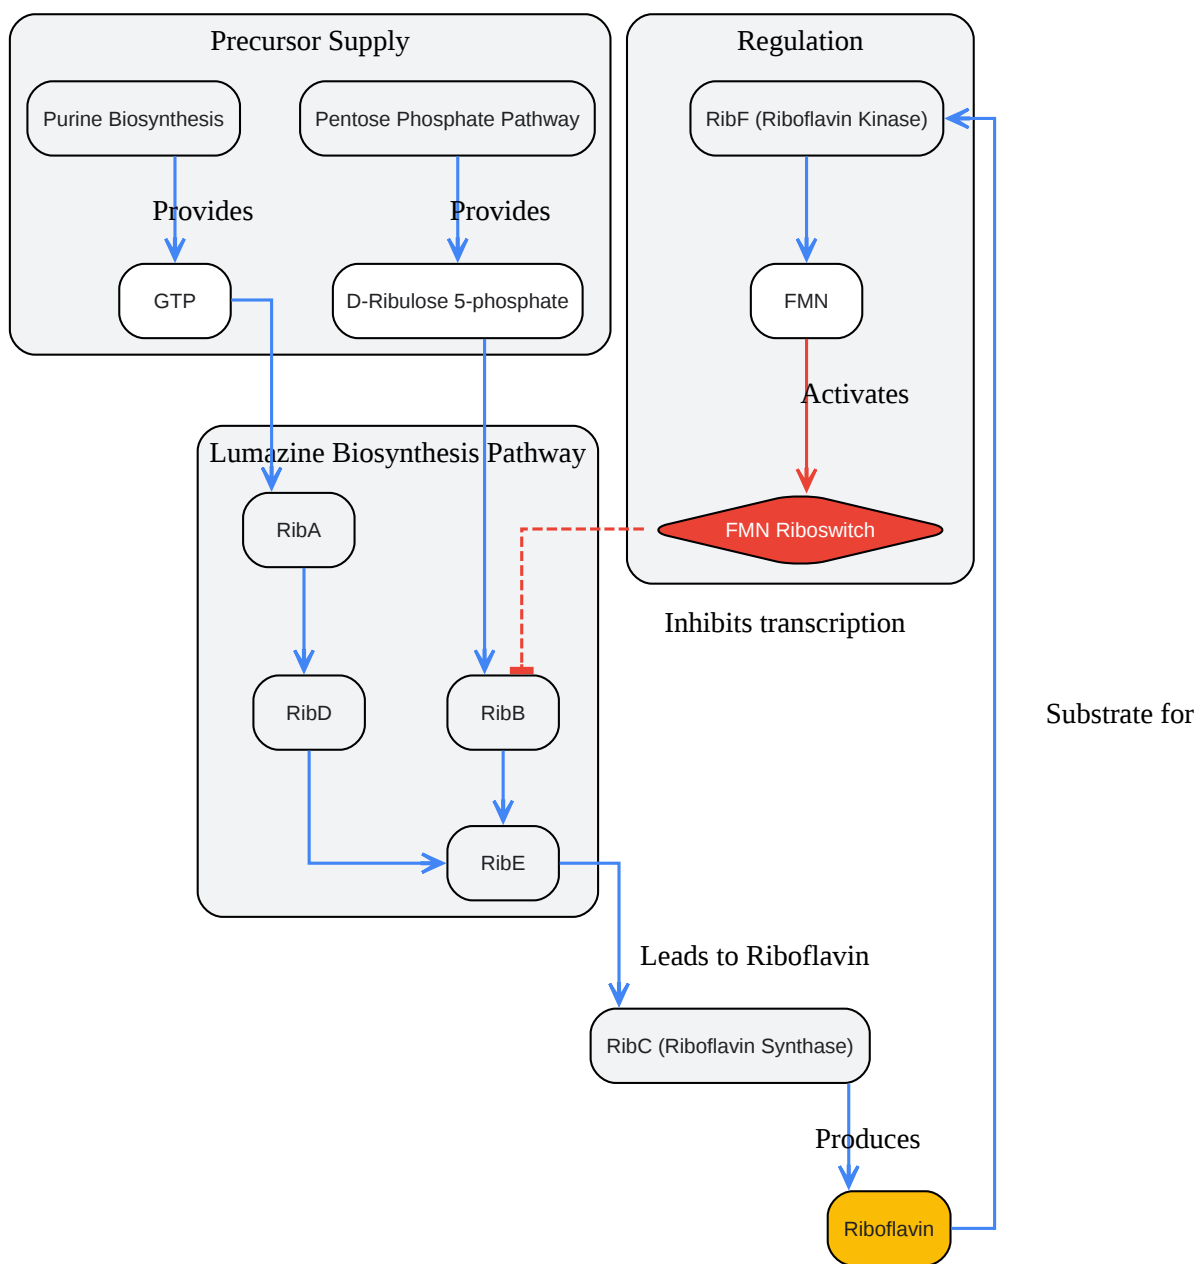 Precursor Supply
Regulation
Purine Biosynthesis
Pentose Phosphate Pathway
RibF (Riboflavin Kinase)
Provides
Provides
GTP
D-Ribulose 5-phosphate
FMN
Activates
Lumazine Biosynthesis Pathway
RibA
FMN Riboswitch
Inhibits transcription
RibD
RibB
Substrate for
RibE
Leads to Riboflavin
RibC (Riboflavin Synthase)
Produces
Riboflavin